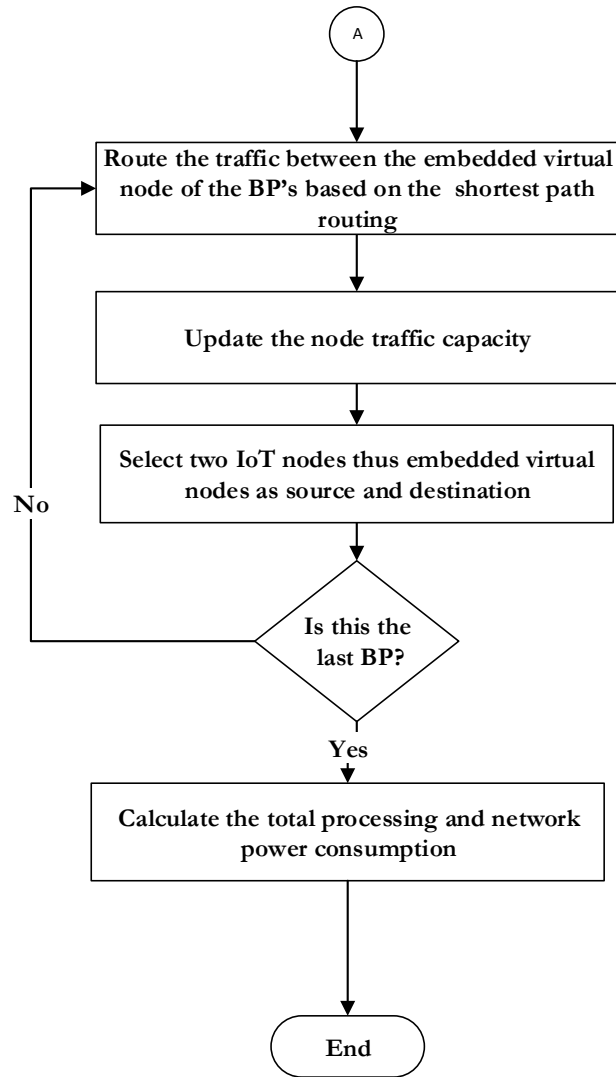 A
Route the traffic between the embedded virtual
node of the BP’s based on the shortest path
routing
Update the node traffic capacity
Select two IoT nodes thus embedded virtual
nodes as source and destination
No
Is this the
last BP?
Yes
Calculate the total processing and network
power consumption
End